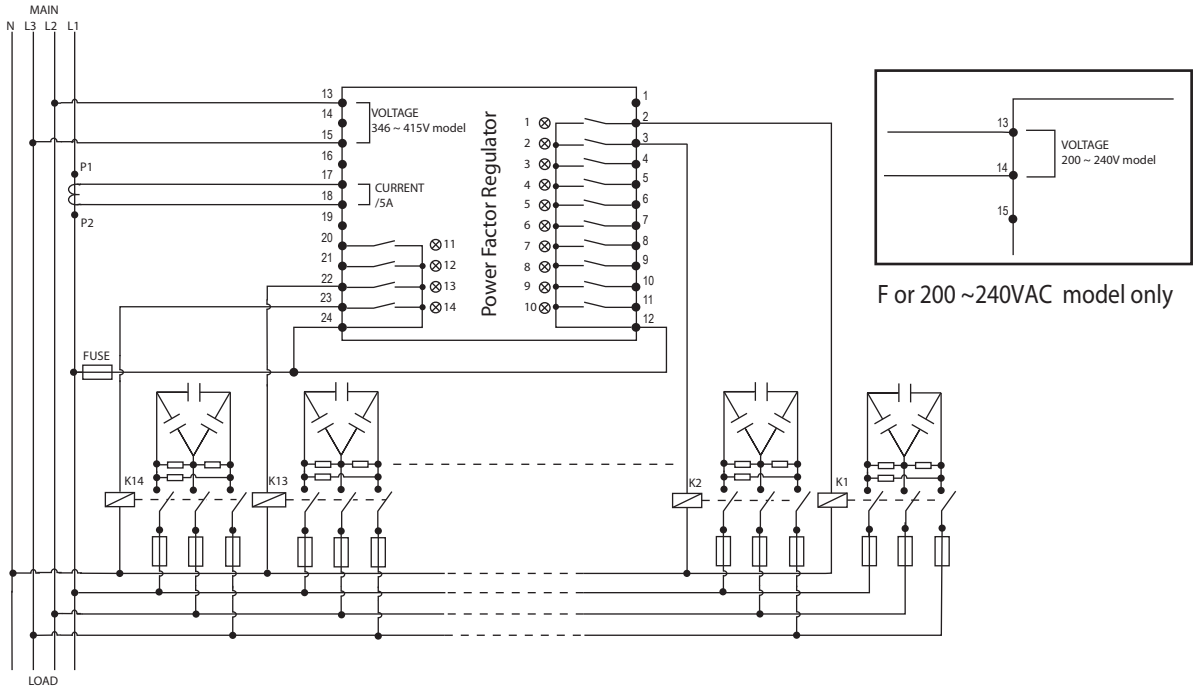 MAIN
N L3 L2 L1
13
14
15
16
17
18
19
20
21
22
23
24
VOLTAGE
346 ~ 415V model
CURRENT
/5A
P1
P2
11
12
13
14
Power Factor Regulator
1
2
3
4
5
6
7
8
9
10
1
2
3
4
5
6
7
8
9
10
11
12
13
14
15
VOLTAGE
200 ~ 240V model
F or 200 ~240VAC model only
FUSE
K14
K13
K2
K1
LOAD